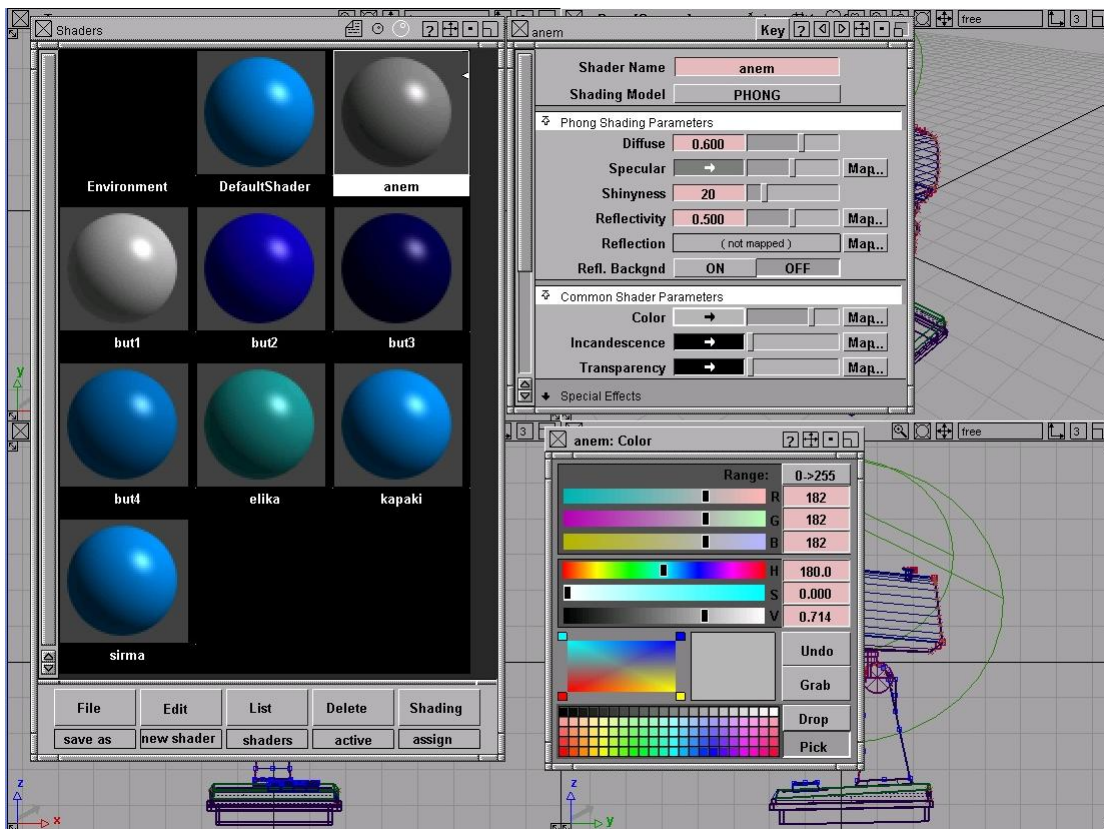 Shaders
Environment
DefaultShader
anem
but1
but2
but3
but4
elika
kapaki
sirma
File
Edit
List
Delete
Shading
save as
new shader
shaders
active
assign
anem
Key
?
Shader Name
anem
Shading Model
PHONG
Phong Shading Parameters
Diffuse
0.600
Specular
Map..
Shinyness
20
Reflectivity
0.500
Map..
Reflection
( not mapped )
Map..
Refl. Backgnd
ON
OFF
Common Shader Parameters
Color
Map..
Incandescence
Map..
Transparency
Map..
Special Effects
anem: Color
?
Range:
0->255
R
182
G
182
B
182
H
180.0
S
0.000
V
0.714
Undo
Grab
Drop
Pick
free
3
3
free
3
y
z
x
z
y